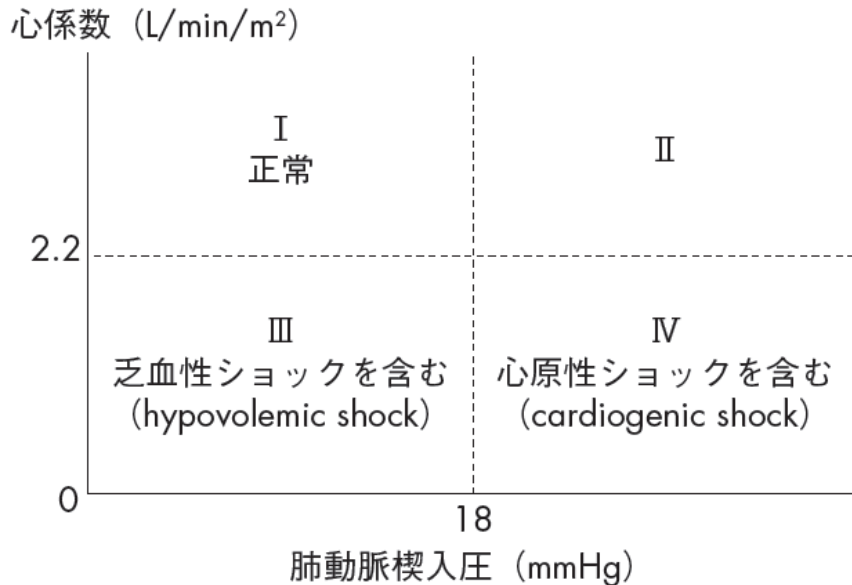 心係数（L/min/m²）
Ⅰ
正常
Ⅱ
2.2
Ⅲ
乏血性ショックを含む
（hypovolemic shock）
Ⅳ
心原性ショックを含む
（cardiogenic shock）
0
18
肺動脈楔入圧（mmHg）